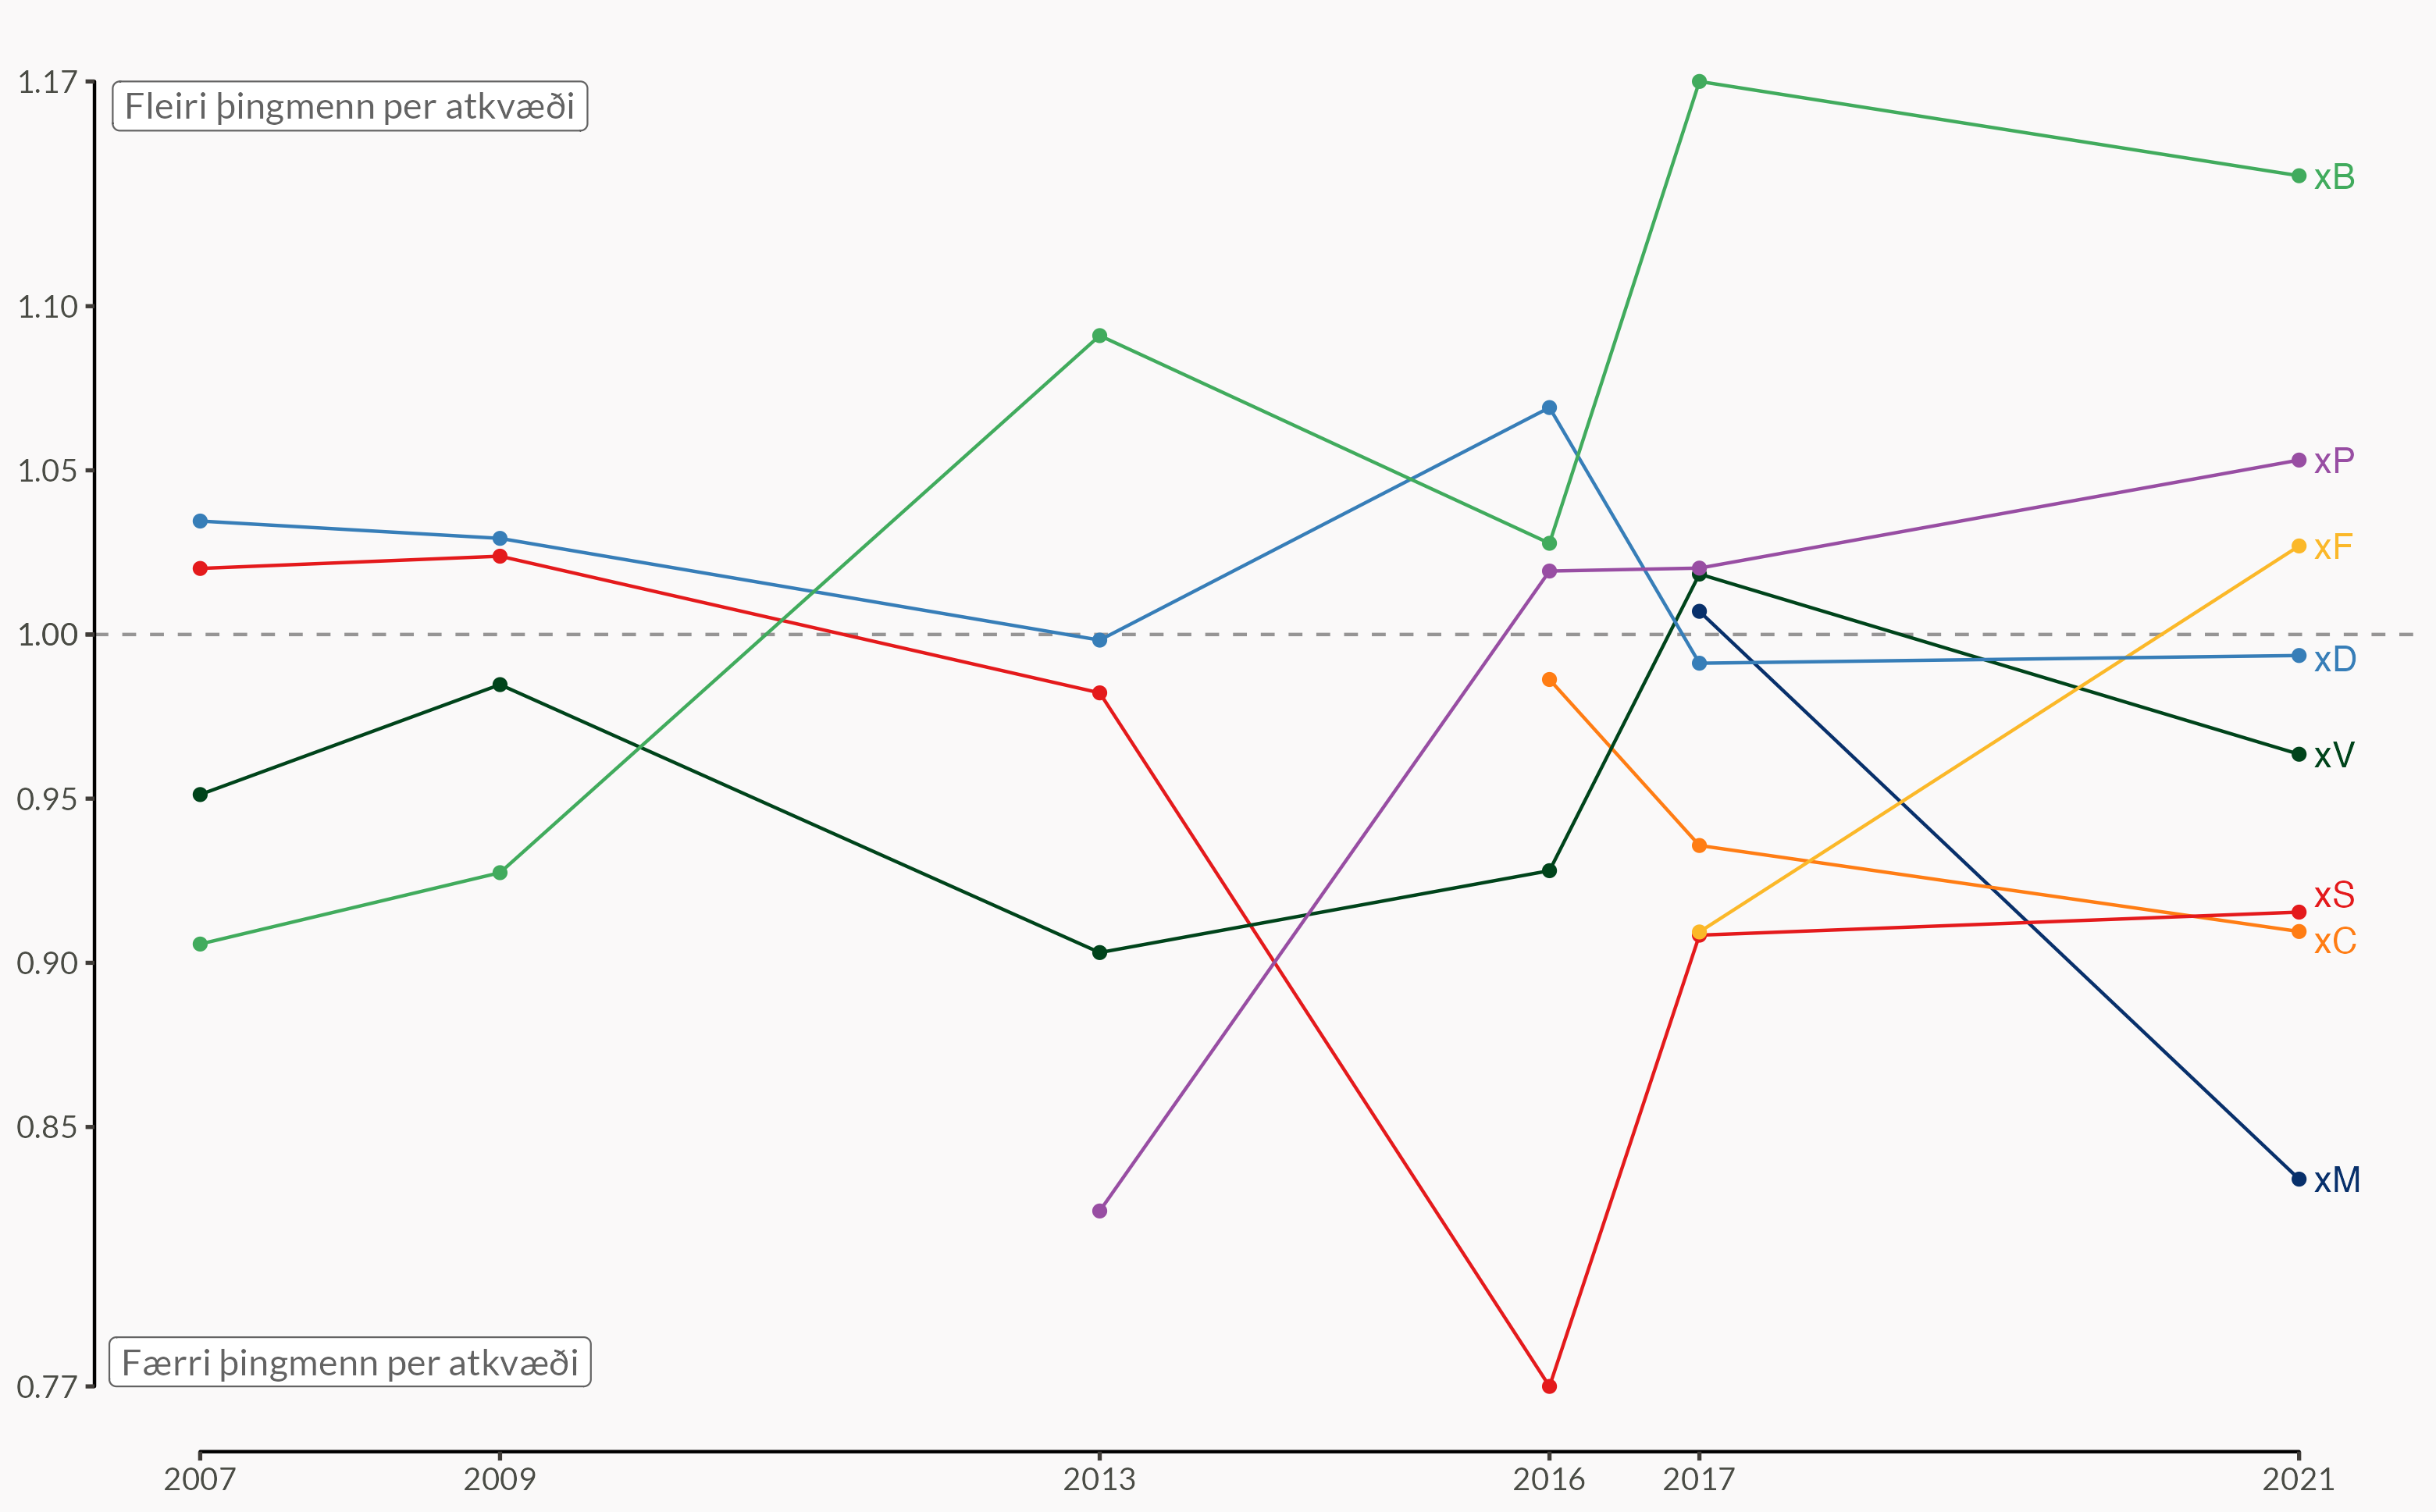 1.17
Fleiri þingmenn per atkvæði
xB
1.10
1.05
xP
xF
1.00
xD
xV
0.95
xS
0.90
xC
0.85
xM
Færri þingmenn per atkvæði
0.77
2007 2009 2013 2016 2017 2021